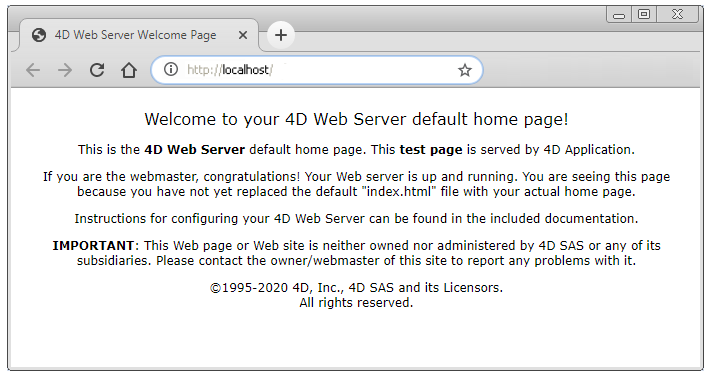 4D Web Server Welcome Page
http://localhost/
Welcome to your 4D Web Server default home page!
This is the 4D Web Server default home page. This test page is served by 4D Application.
If you are the webmaster, congratulations! Your Web server is up and running. You are seeing this page
because you have not yet replaced the default "index.html" file with your actual home page.
Instructions for configuring your 4D Web Server can be found in the included documentation.
IMPORTANT: This Web page or Web site is neither owned nor administered by 4D SAS or any of its
subsidiaries. Please contact the owner/webmaster of this site to report any problems with it.
©1995-2020 4D, Inc., 4D SAS and its Licensors.
All rights reserved.